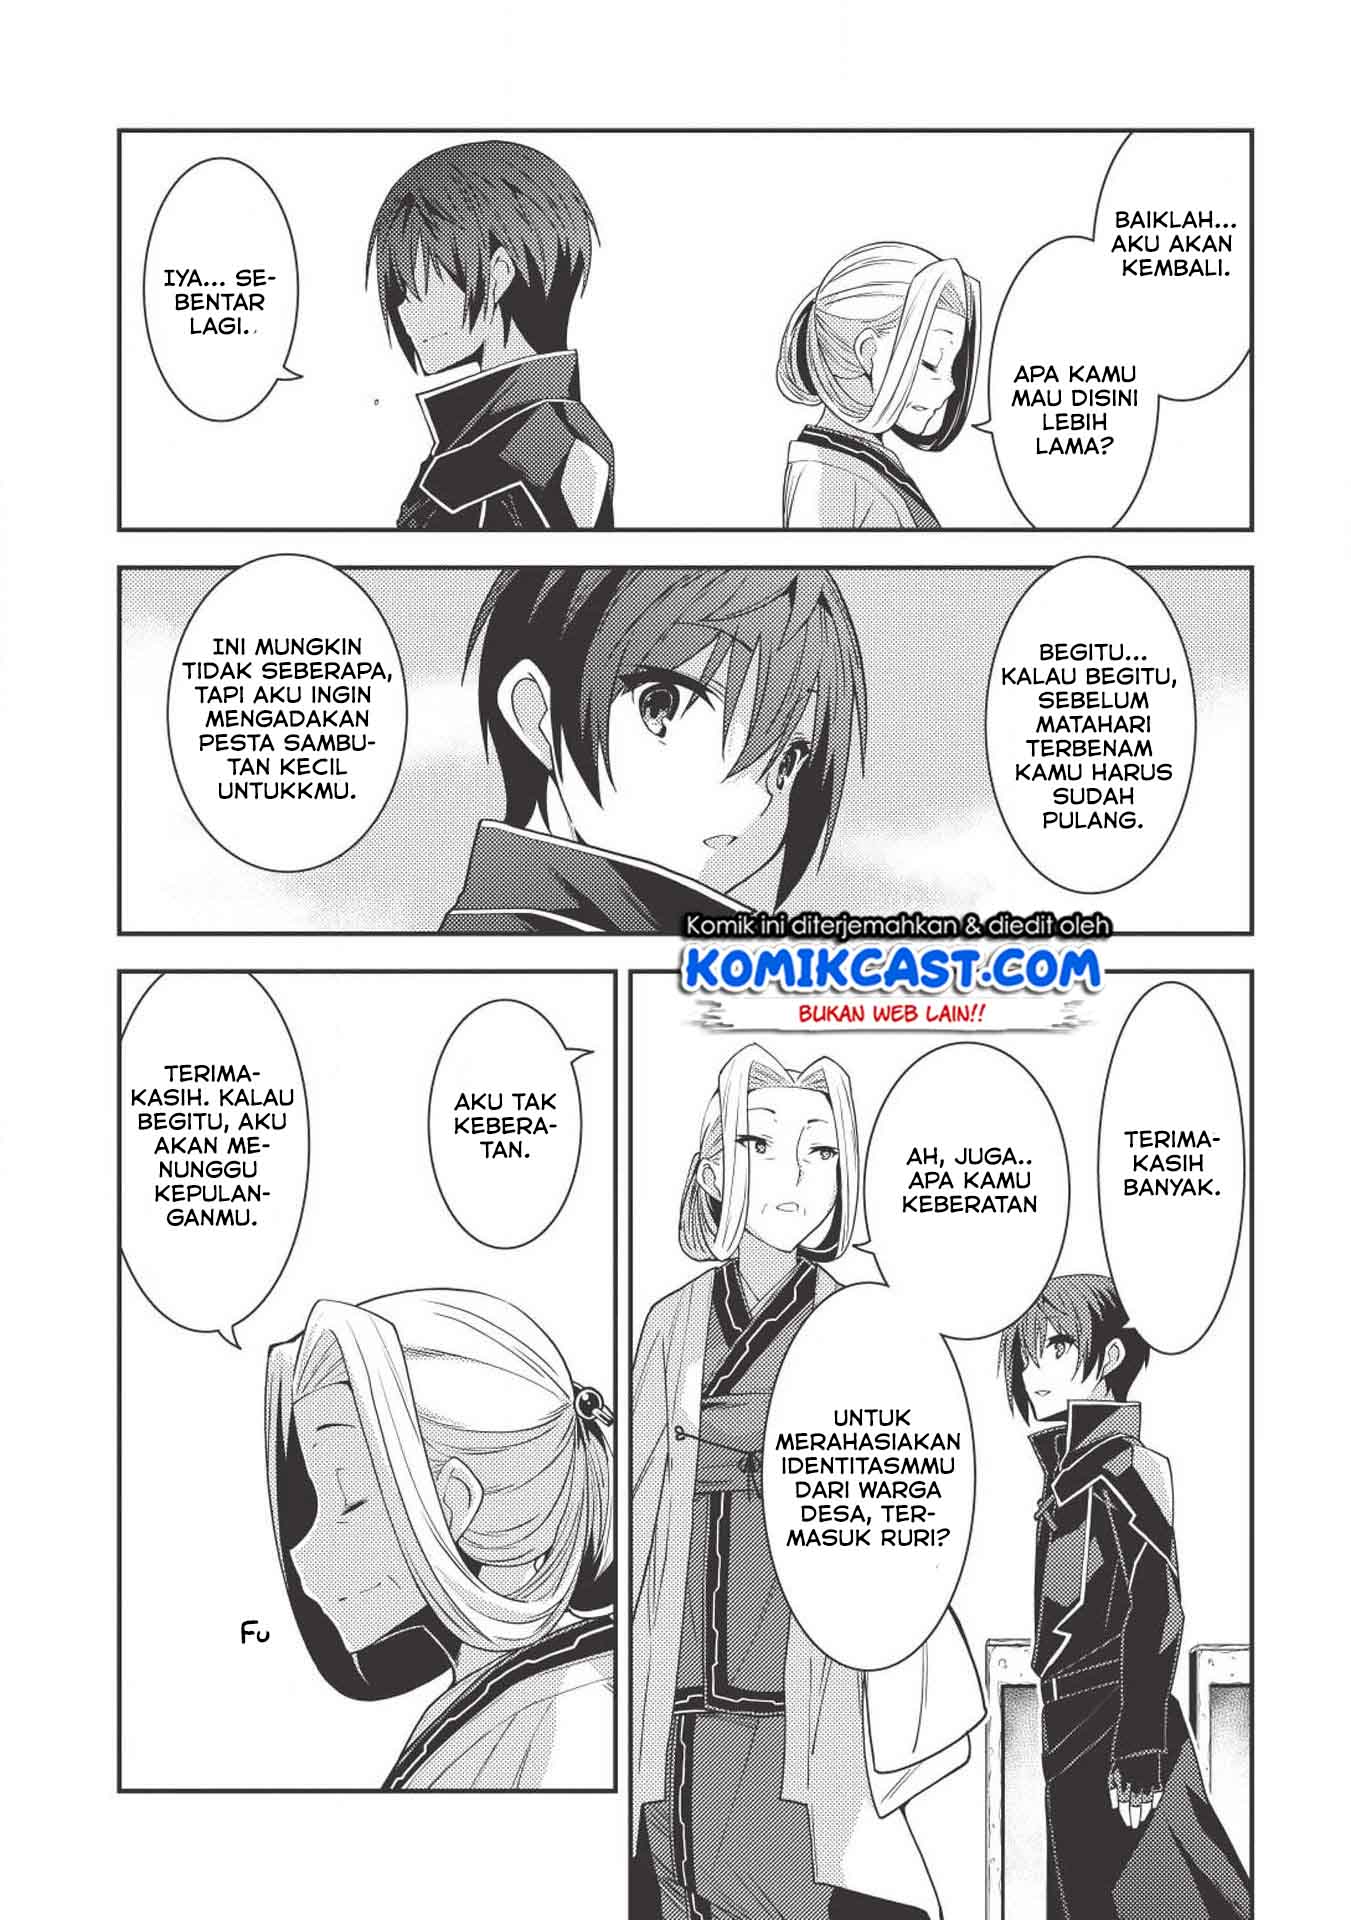 BAIKLAH...
AKU AKAN
KEMBALI.
APA KAMU
MAU DISINI
LEBIH
LAMA?
IYA... SE-
BENTAR
LAGI.
BEGITU...
KALAU BEGITU,
SEBELUM
MATAHARI
TERBENAM
KAMU HARUS
SUDAH
PULANG.
INI MUNGKIN
TIDAK SEBERAPA,
TAPI AKU INGIN
MENGADAKAN
PESTA SAMBU-
TAN KECIL
UNTUKKMU.
Komik ini diterjemahkan & diedit oleh
KOMIKCAST.COM
BUKAN WEB LAIN!!
TERIMA-
KASIH
BANYAK.
AH, JUGA..
APA KAMU
KEBERATAN
UNTUK
MERAHASIAKAN
IDENTITASMMU
DARI WARGA
DESA, TER-
MASUK RURI?
AKU TAK
KEBERA-
TAN.
TERIMA-
KASIH. KALAU
BEGITU, AKU
AKAN ME-
NUNGGU
KEPULAN-
GANMU.
FU